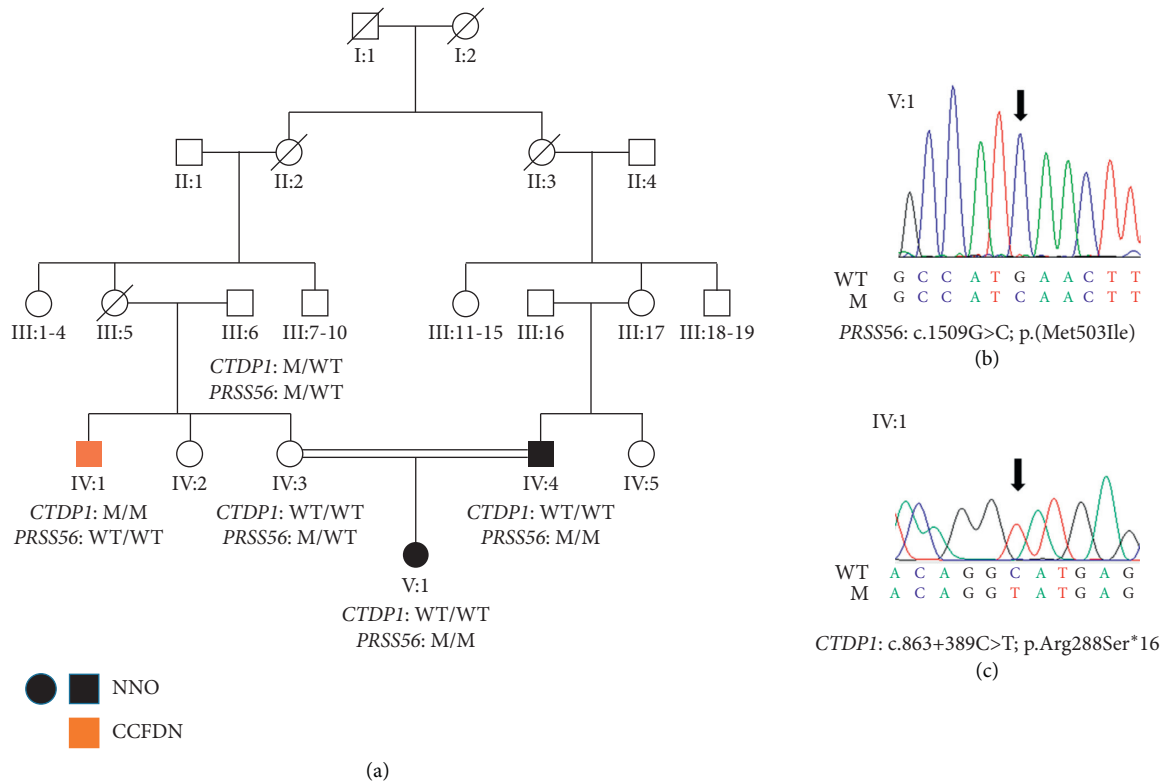 I:1 I:2
II:1 II:2 II:3 II:4
III:1-4 III:5 III:6 III:7-10 III:11-15 III:16 III:17 III:18-19
CTDP1: M/WT
PRSS56: M/WT
IV:1 IV:2 IV:3 IV:4 IV:5
CTDP1: M/M CTDP1: WT/WT CTDP1: WT/WT
PRSS56: WT/WT PRSS56: M/WT PRSS56: M/M
V:1
CTDP1: WT/WT
PRSS56: M/M
NNO
CCFDN
(a)
V:1
WT G C C A T G A A C T T
M G C C A T C A A C T T
PRSS56: c.1509G>C; p.(Met503Ile)
(b)
IV:1
WT A C A G G C A T G A G
M A C A G G T A T G A G
CTDP1: c.863+389C>T; p.Arg288Ser*16
(c)